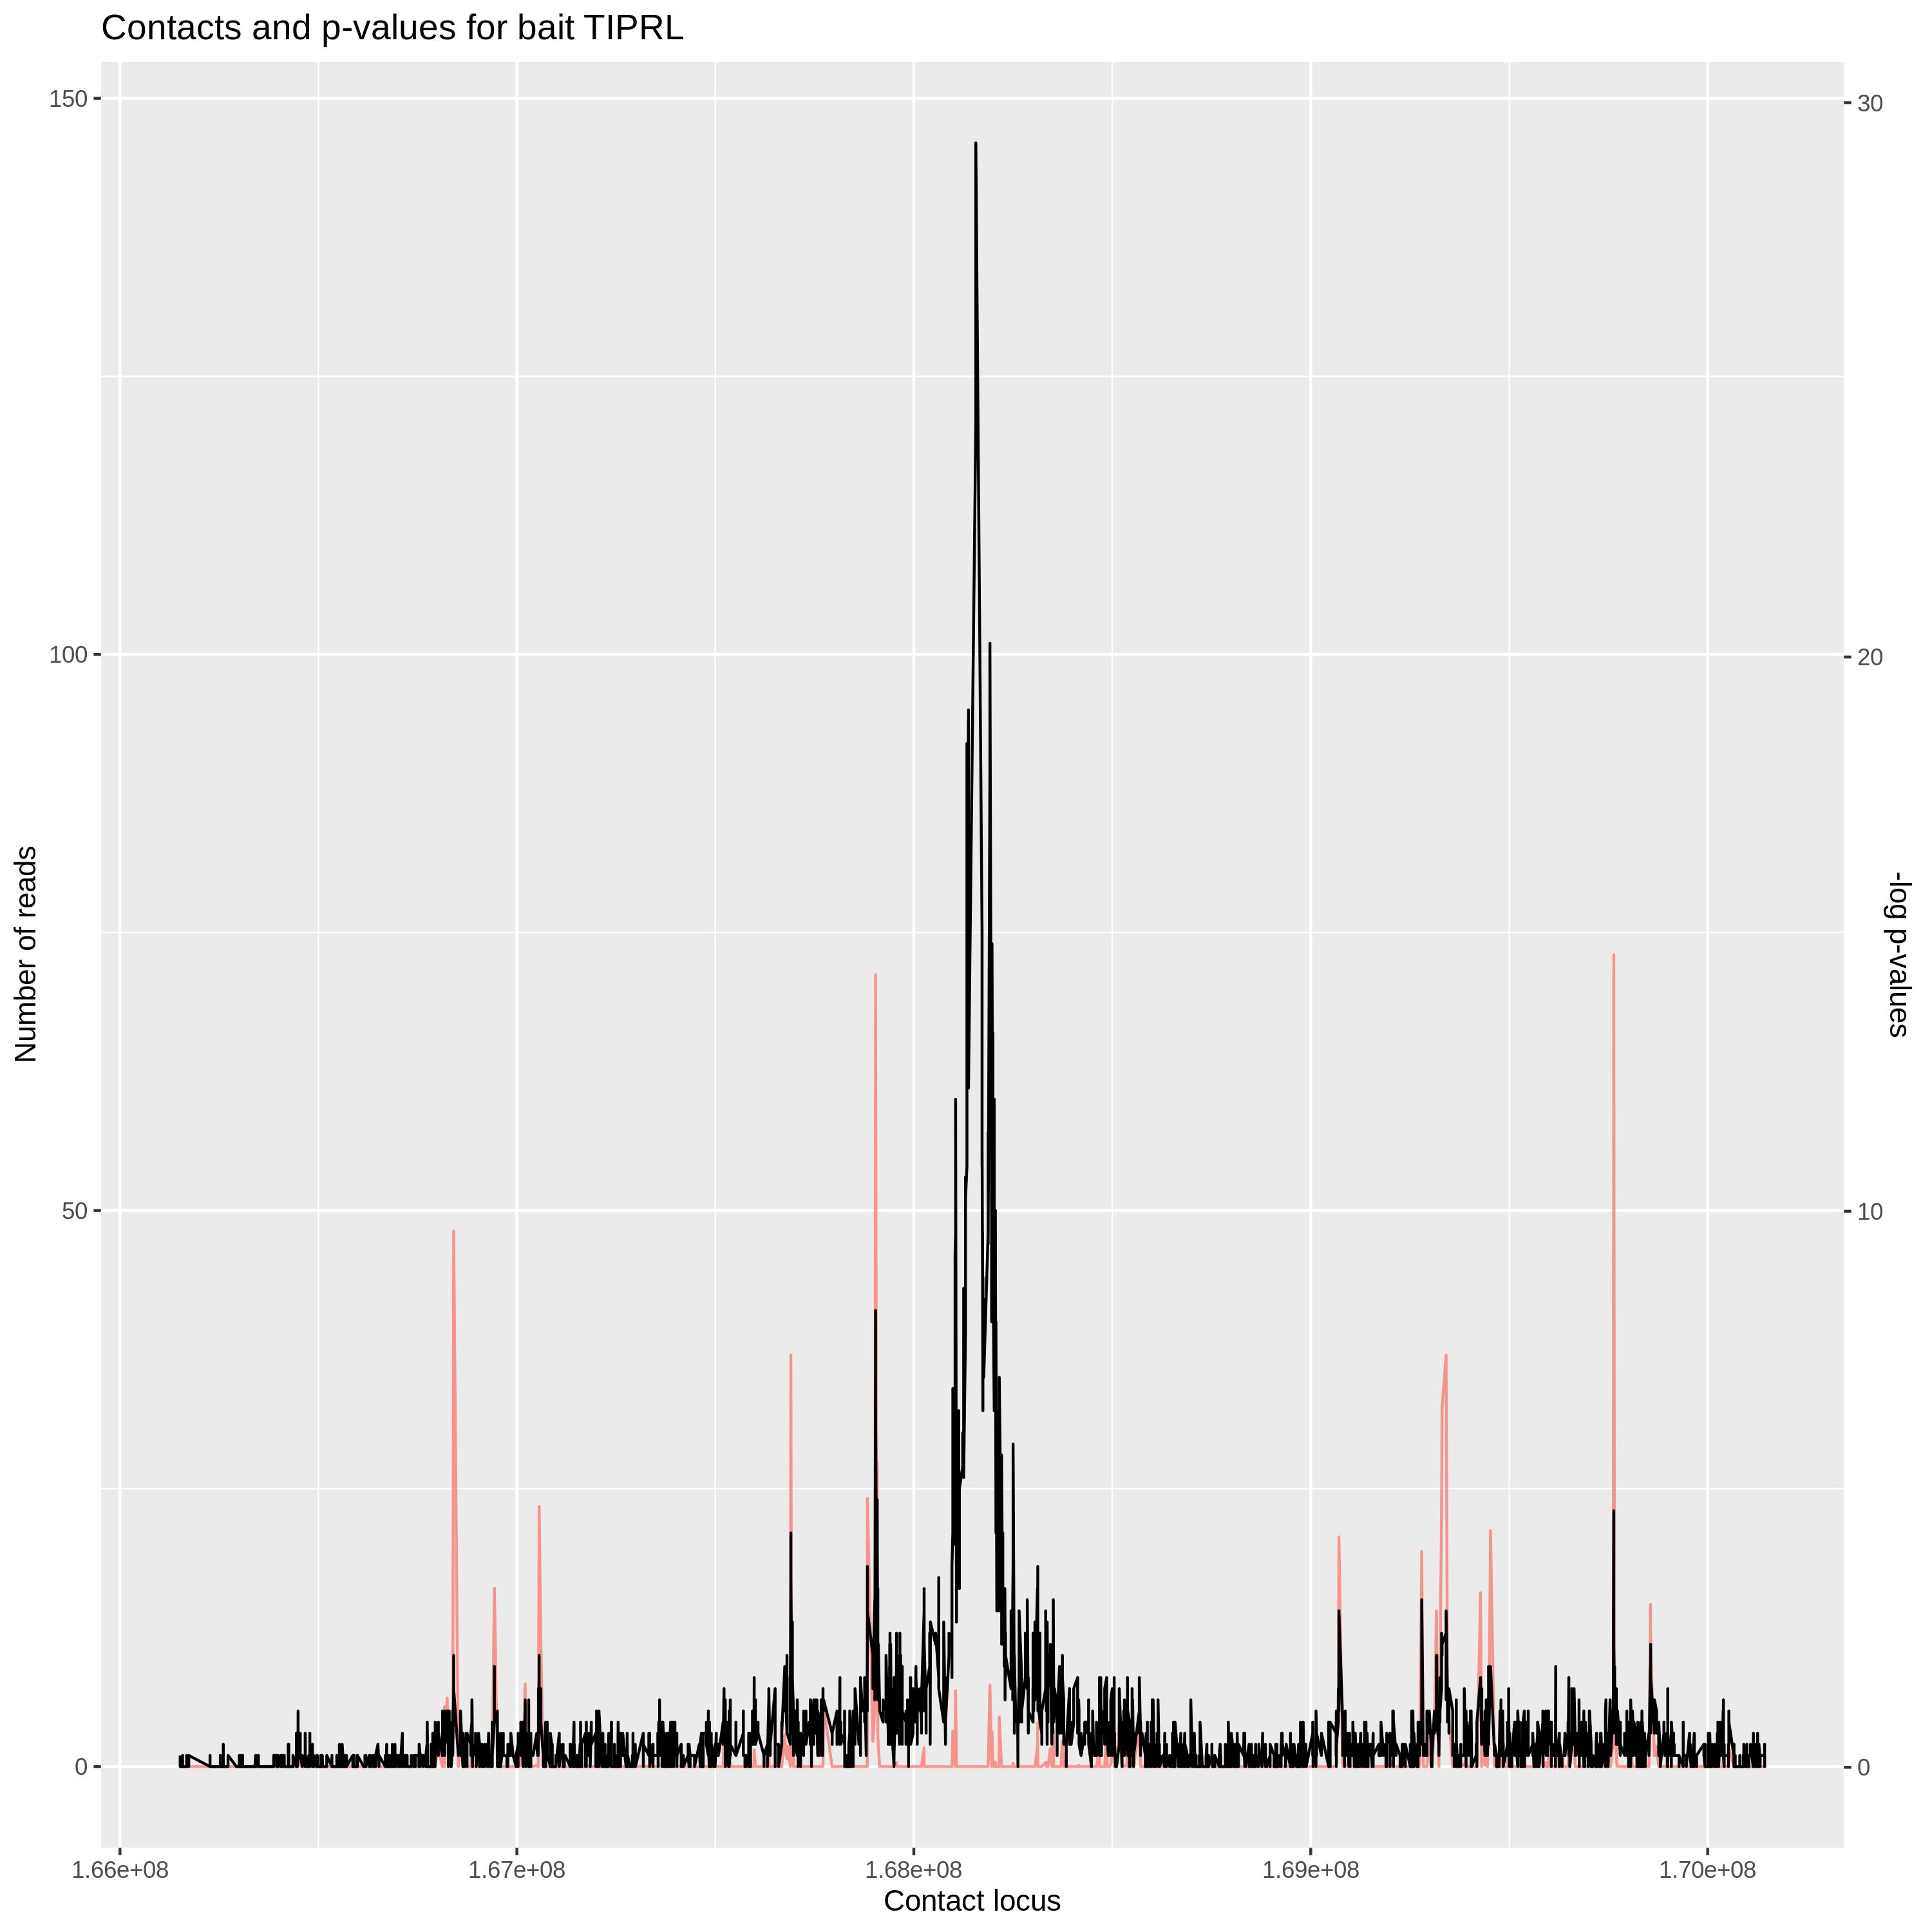 Contacts and p-values for bait TIPRL
150
100
50
0
Number of reads
30
20
10
0
-log p-values
1.66e+08
1.67e+08
1.68e+08
1.69e+08
1.70e+08
Contact locus